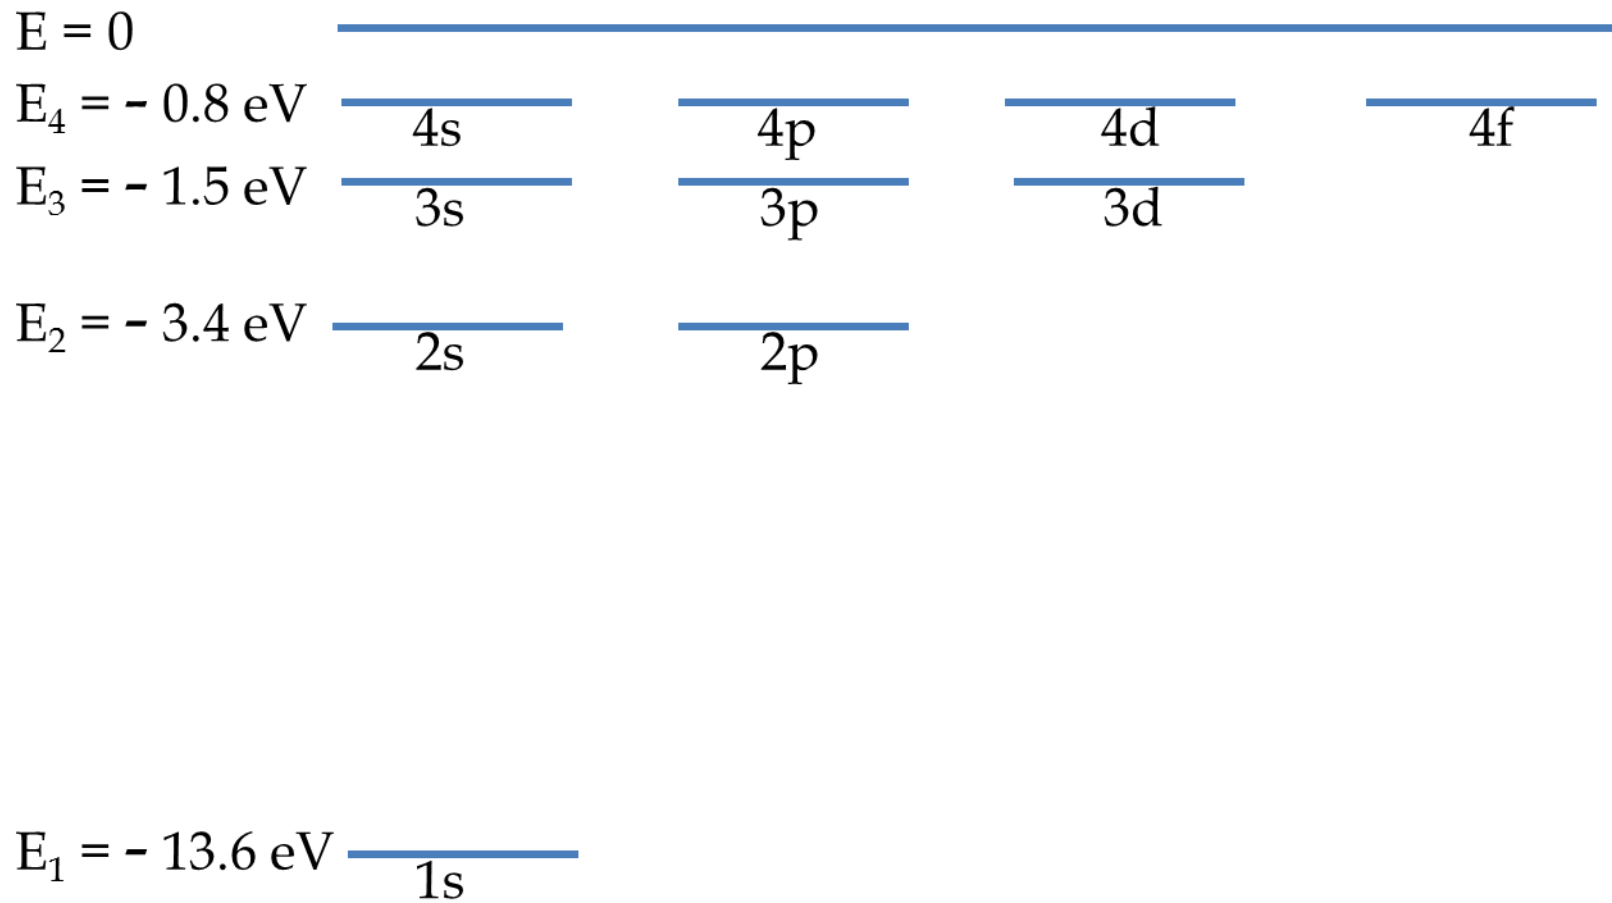 E = 0
E₄ = - 0.8 eV
4s 4p 4d 4f
E₃ = - 1.5 eV
3s 3p 3d
E₂ = - 3.4 eV
2s 2p
E₁ = - 13.6 eV
1s